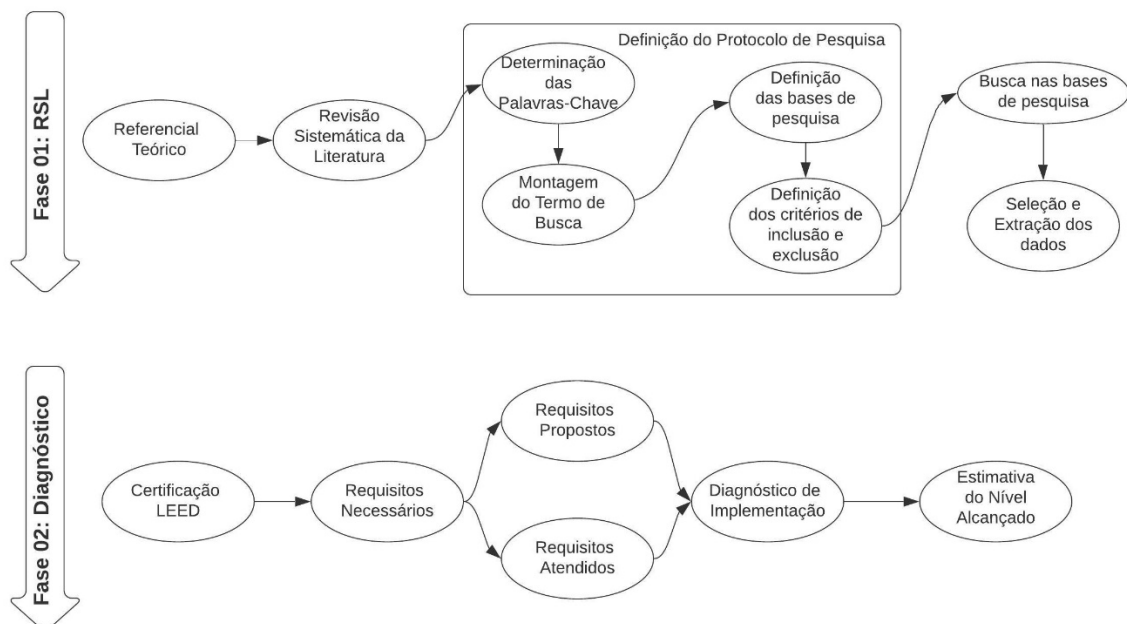 Fase 01: RSL
Referencial
Teórico
Revisão
Sistemática da
Literatura
Definição do Protocolo de Pesquisa
Determinação
das
Palavras-Chave
Montagem
do Termo de
Busca
Definição
das bases de
pesquisa
Definição
dos critérios de
inclusão e
exclusão
Busca nas bases
de pesquisa
Seleção e
Extração dos
dados
Fase 02: Diagnóstico
Certificação
LEED
Requisitos
Necessários
Requisitos
Propostos
Requisitos
Atendidos
Diagnóstico de
Implementação
Estimativa
do Nível
Alcançado